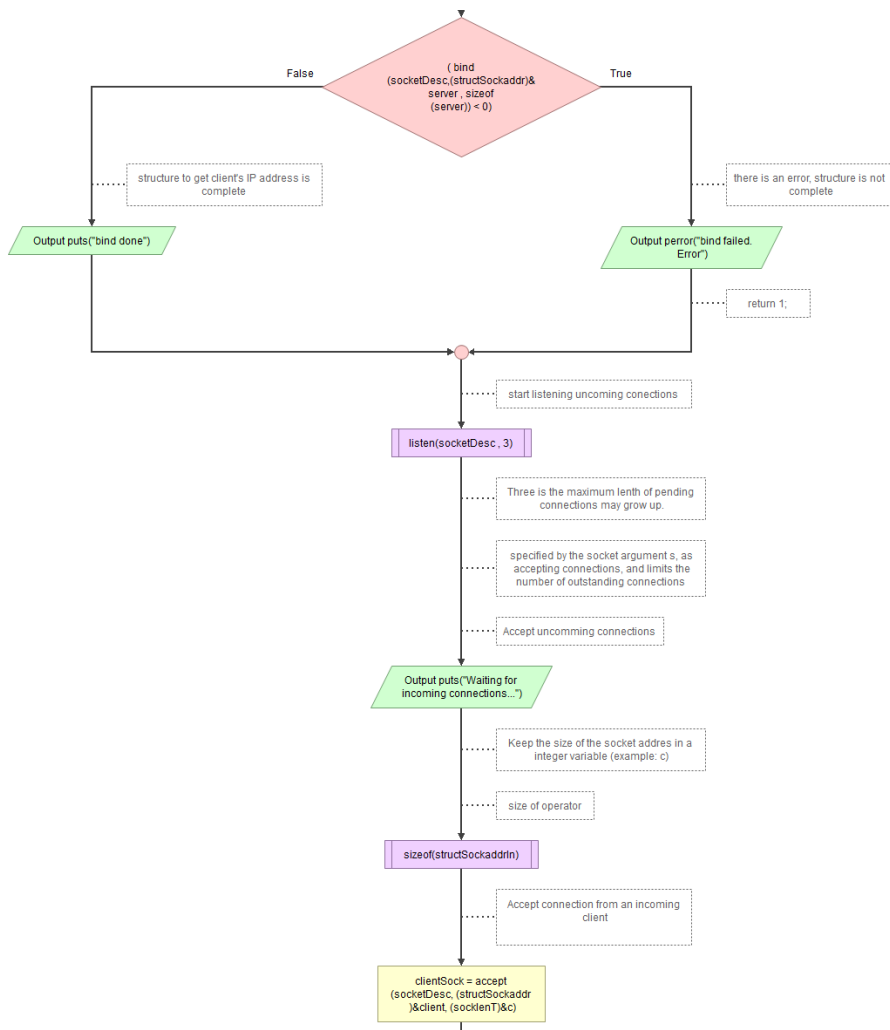 ( bind
(socketDesc,(structSockaddr)&
server , sizeof
(server)) < 0)
False
True
structure to get client's IP address is
complete
there is an error, structure is not
complete
Output puts("bind done")
Output perror("bind failed.
Error")
return 1;
start listening uncoming conections
listen(socketDesc , 3)
Three is the maximum lenth of pending
connections may grow up.
specified by the socket argument s, as
accepting connections, and limits the
number of outstanding connections
Accept uncomming connections
Output puts("Waiting for
incoming connections...")
Keep the size of the socket addres in a
integer variable (example: c)
size of operator
sizeof(structSockaddrIn)
Accept connection from an incoming
client
clientSock = accept
(socketDesc, (structSockaddr
)&client, (socklenT)&c)